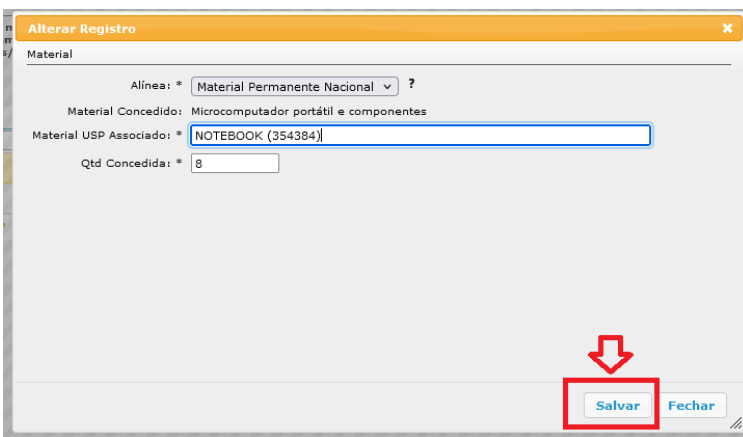 Alterar Registro
Material
Alínea: * Material Permanente Nacional ?
Material Concedido: Microcomputador portátil e componentes
Material USP Associado: * NOTEBOOK (354384)
Qtd Concedida: * 8
Salvar Fechar